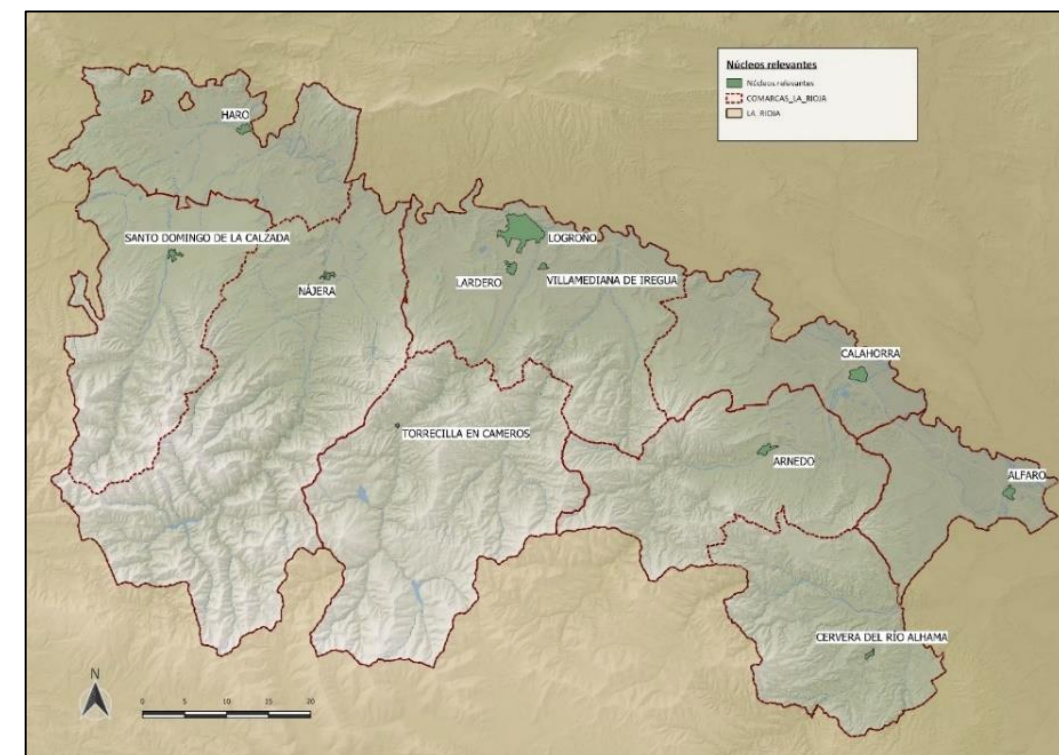 Núcleos relevantes
Núcleos relevantes
COMARCAS_LA_RIOJA
LA_RIOJA
HARO
SANTO DOMINGO DE LA CALZADA
NÁJERA
LOGROÑO
LARDERO
VILLAMEDIANA DE IREGUA
CALAHORRA
TORRECILLA EN CAMEROS
ARNEDO
ALFARO
CERVERA DEL RÍO ALHAMA
N
0 5 10 15 20